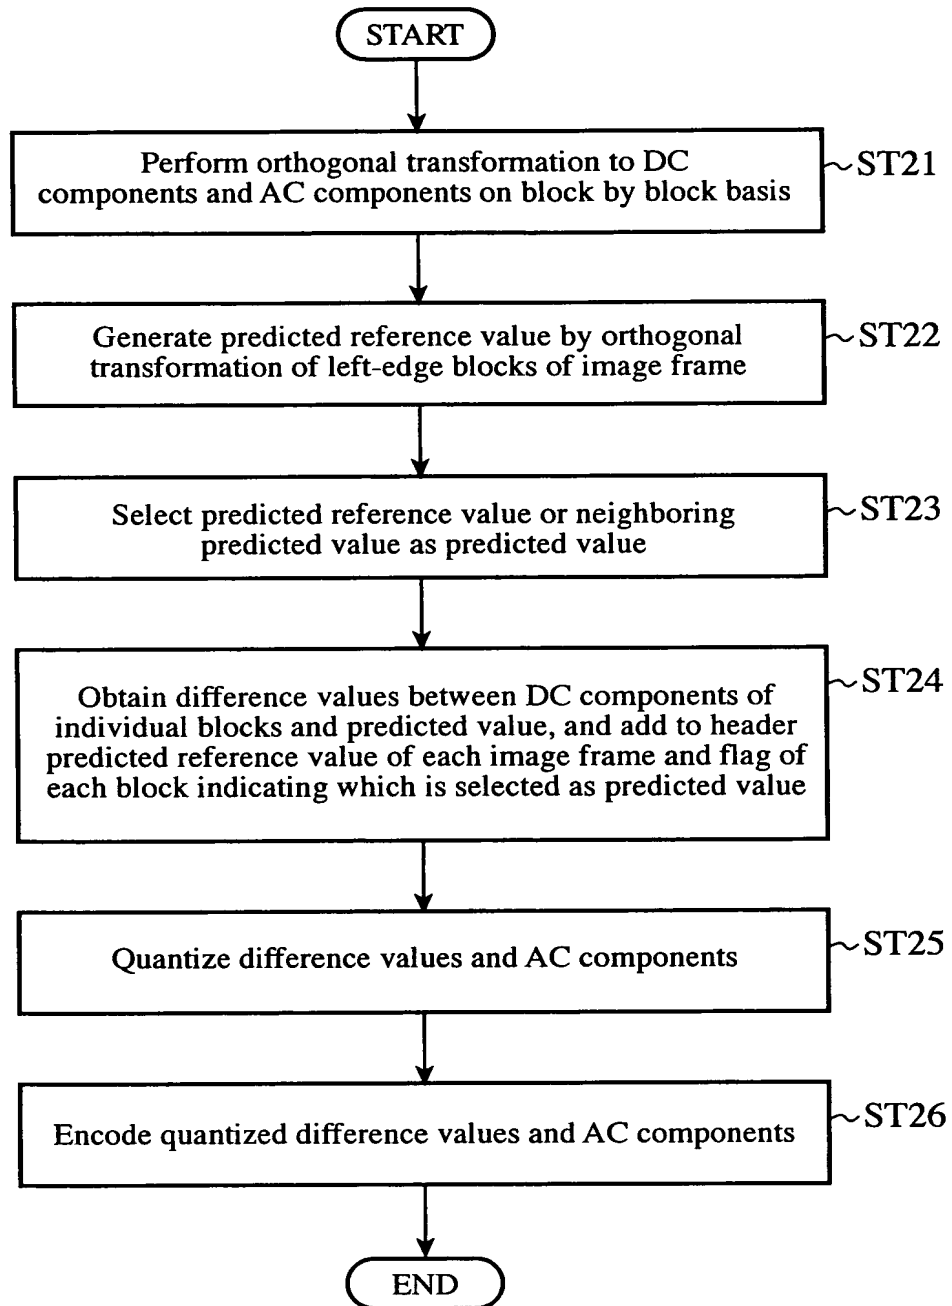 START
Perform orthogonal transformation to DC
components and AC components on block by block basis
ST21
Generate predicted reference value by orthogonal
transformation of left-edge blocks of image frame
ST22
Select predicted reference value or neighboring
predicted value as predicted value
ST23
Obtain difference values between DC components of
individual blocks and predicted value, and add to header
predicted reference value of each image frame and flag of
each block indicating which is selected as predicted value
ST24
Quantize difference values and AC components
ST25
Encode quantized difference values and AC components
ST26
END